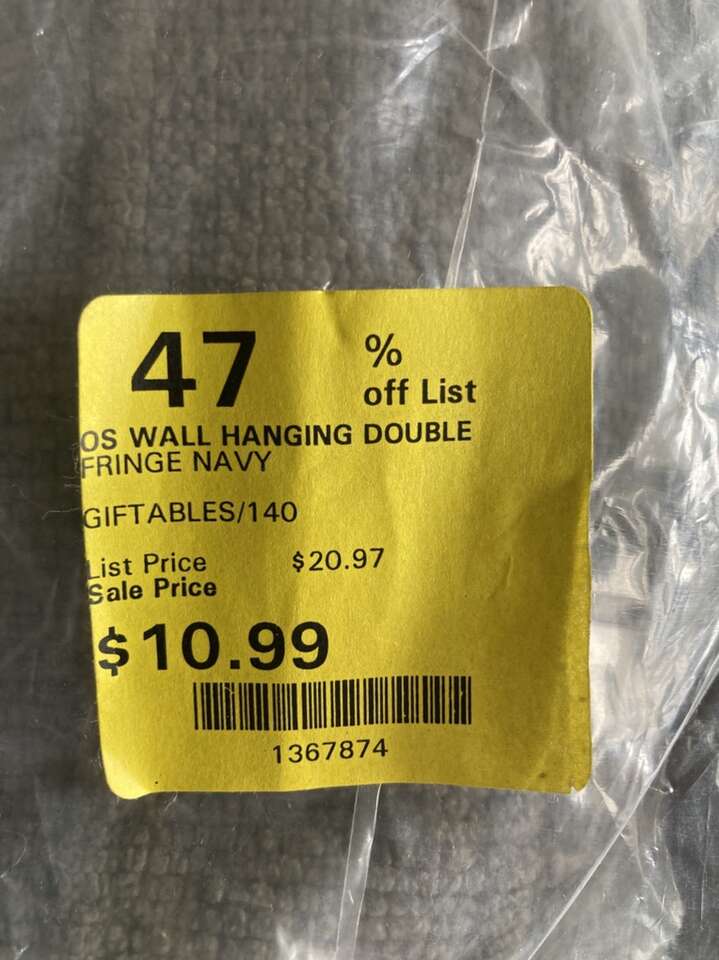 47 % off List
OS WALL HANGING DOUBLE
FRINGE NAVY
GIFTABLES/140
List Price $20.97
Sale Price
$10.99
1367874